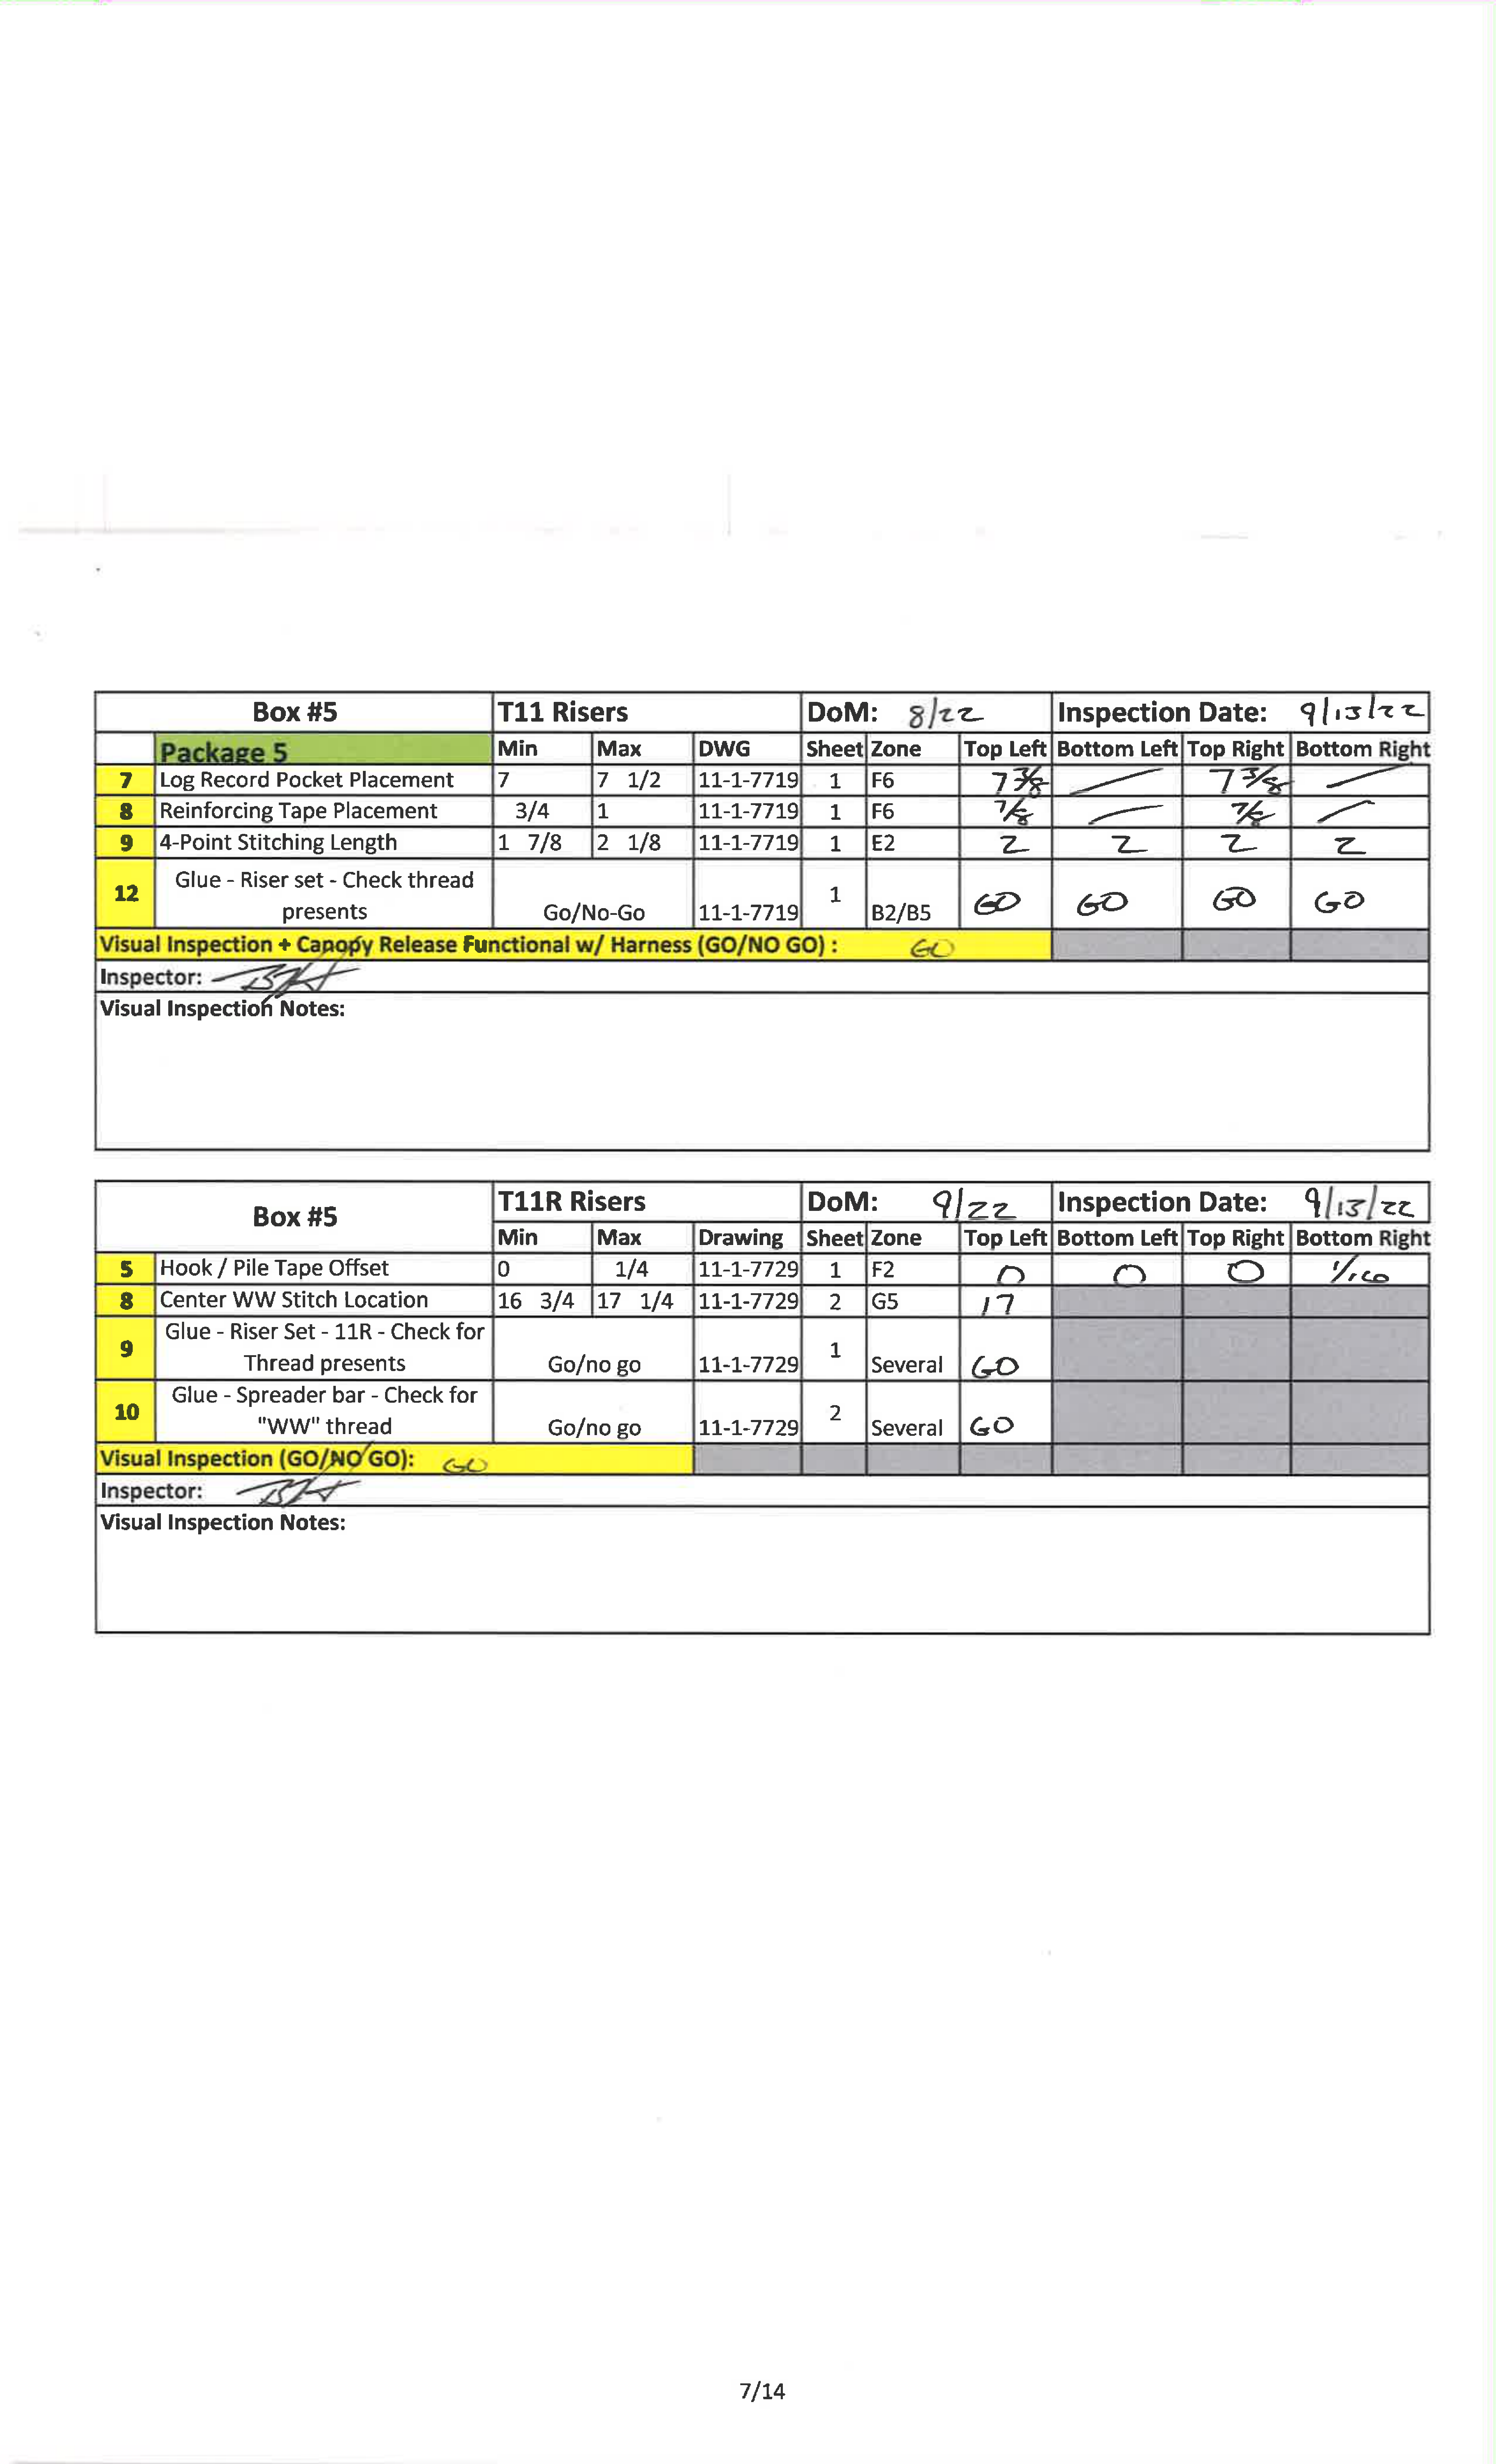 Box #5 T11 Risers DoM: 8/22 Inspection Date: 9/13/22
Package 5 Min Max DWG Sheet Zone Top Left Bottom Left Top Right Bottom Right
7 Log Record Pocket Placement 7 7 1/2 11-1-7719 1 F6 7 3/8 — 7 3/8 —
8 Reinforcing Tape Placement 3/4 1 11-1-7719 1 F6 7/8 — 7/8 —
9 4-Point Stitching Length 1 7/8 2 1/8 11-1-7719 1 E2 2 2 2 2
12 Glue - Riser set - Check thread
presents Go/No-Go 11-1-7719 1 B2/B5 GO GO GO GO
Visual Inspection + Canopy Release Functional w/ Harness (GO/NO GO) : GO
Inspector:
Visual Inspection Notes:
Box #5 T11R Risers DoM: 9/22 Inspection Date: 9/13/22
Min Max Drawing Sheet Zone Top Left Bottom Left Top Right Bottom Right
5 Hook / Pile Tape Offset 0 1/4 11-1-7729 1 F2 0 0 0 1/16
8 Center WW Stitch Location 16 3/4 17 1/4 11-1-7729 2 G5 17
9 Glue - Riser Set - 11R - Check for
Thread presents Go/no go 11-1-7729 1 Several GO
10 Glue - Spreader bar - Check for
"WW" thread Go/no go 11-1-7729 2 Several GO
Visual Inspection (GO/NO GO): GO
Inspector:
Visual Inspection Notes:
7/14